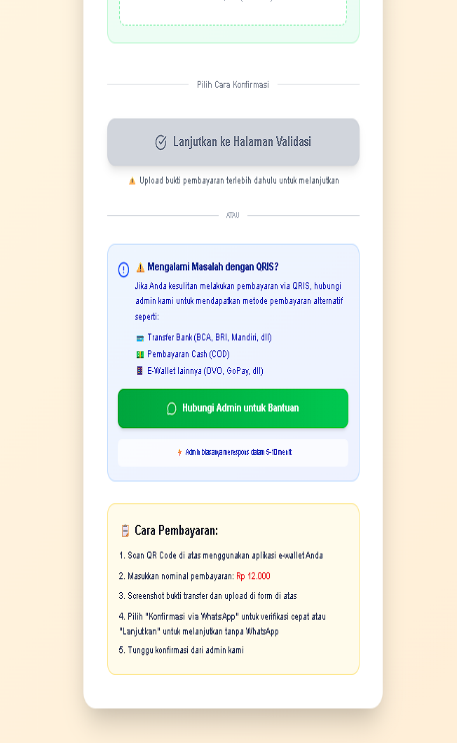 Pilih Cara Konfirmasi
Lanjutkan ke Halaman Validasi
⚠️ Upload bukti pembayaran terlebih dahulu untuk melanjutkan
ATAU
⚠️ Mengalami Masalah dengan QRIS?
Jika Anda kesulitan melakukan pembayaran via QRIS, hubungi
admin kami untuk mendapatkan metode pembayaran alternatif
seperti:
🏧 Transfer Bank (BCA, BRI, Mandiri, dll)
💵 Pembayaran Cash (COD)
📱 E-Wallet lainnya (OVO, GoPay, dll)
Hubungi Admin untuk Bantuan
⚡ Admin biasanya merespons dalam 5-10 menit
📋 Cara Pembayaran:
1. Scan QR Code di atas menggunakan aplikasi e-wallet Anda
2. Masukkan nominal pembayaran: Rp 12.000
3. Screenshot bukti transfer dan upload di form di atas
4. Pilih "Konfirmasi via WhatsApp" untuk verifikasi cepat atau
"Lanjutkan" untuk melanjutkan tanpa WhatsApp
5. Tunggu konfirmasi dari admin kami